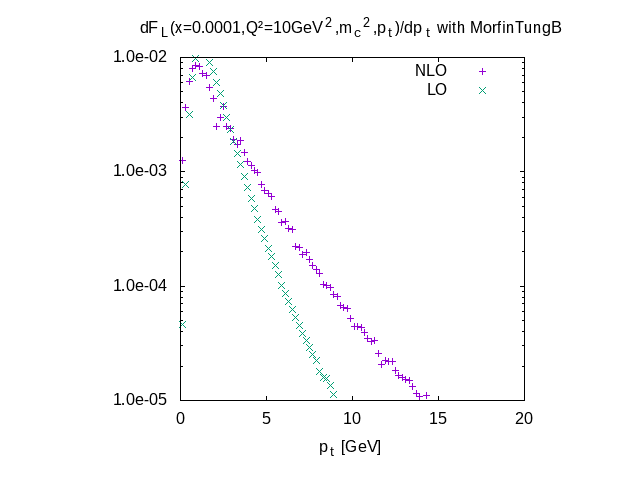 dF_L(x=0.0001,Q²=10GeV²,m_c²,p_t)/dp_t with MorfinTungB
NLO
LO
1.0e-02
1.0e-03
1.0e-04
1.0e-05
0 5 10 15 20
p_t [GeV]